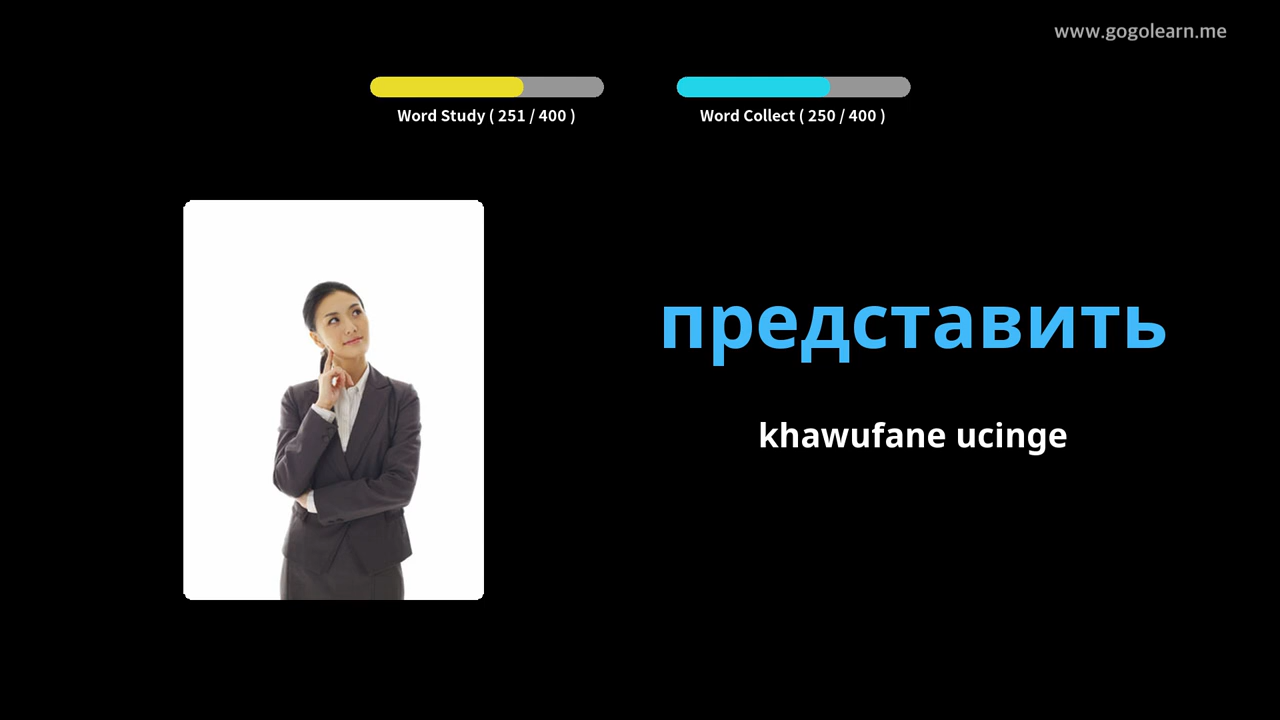 www.gogolearn.me
Word Study ( 251 / 400 )
Word Collect ( 250 / 400 )
представить
khawufane ucinge